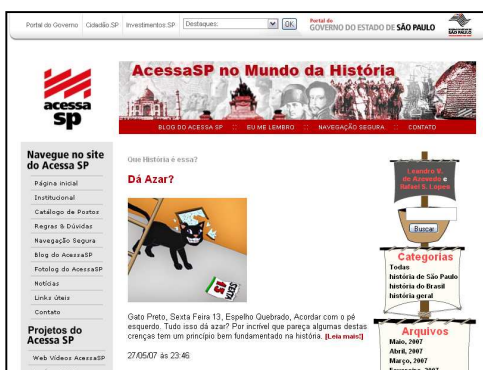 Portal do Governo
Cidadão.SP
Investimentos.SP
Destaques:
OK
Portal do
GOVERNO DO ESTADO DE SÃO PAULO
SÃO PAULO
acessa
sp
AcessaSP no Mundo da História
BLOG DO ACESSA SP :: EU ME LEMBRO :: NAVEGAÇÃO SEGURA :: CONTATO
Navegue no site
do Acessa SP
Página inicial
Institucional
Catálogo de Postos
Regras & Dúvidas
Navegação Segura
Blog do AcessaSP
Fotolog do AcessaSP
Notícias
Links úteis
Contato
Projetos do
Acessa SP
Web Vídeos AcessaSP
Que História é essa?
Dá Azar?
SEXTA
Gato Preto, Sexta Feira 13, Espelho Quebrado, Acordar com o pé
esquerdo. Tudo isso dá azar? Por incrível que pareça algumas destas
crenças tem um princípio bem fundamentado na história. [Leia mais!]
27/05/07 às 23:46
Leandro V.
de Azevedo e
Rafael S. Lopes
Buscar
Categorias
Todas
história de São Paulo
história do Brasil
história geral
Arquivos
Maio, 2007
Abril, 2007
Março, 2007
Fevereiro, 2007